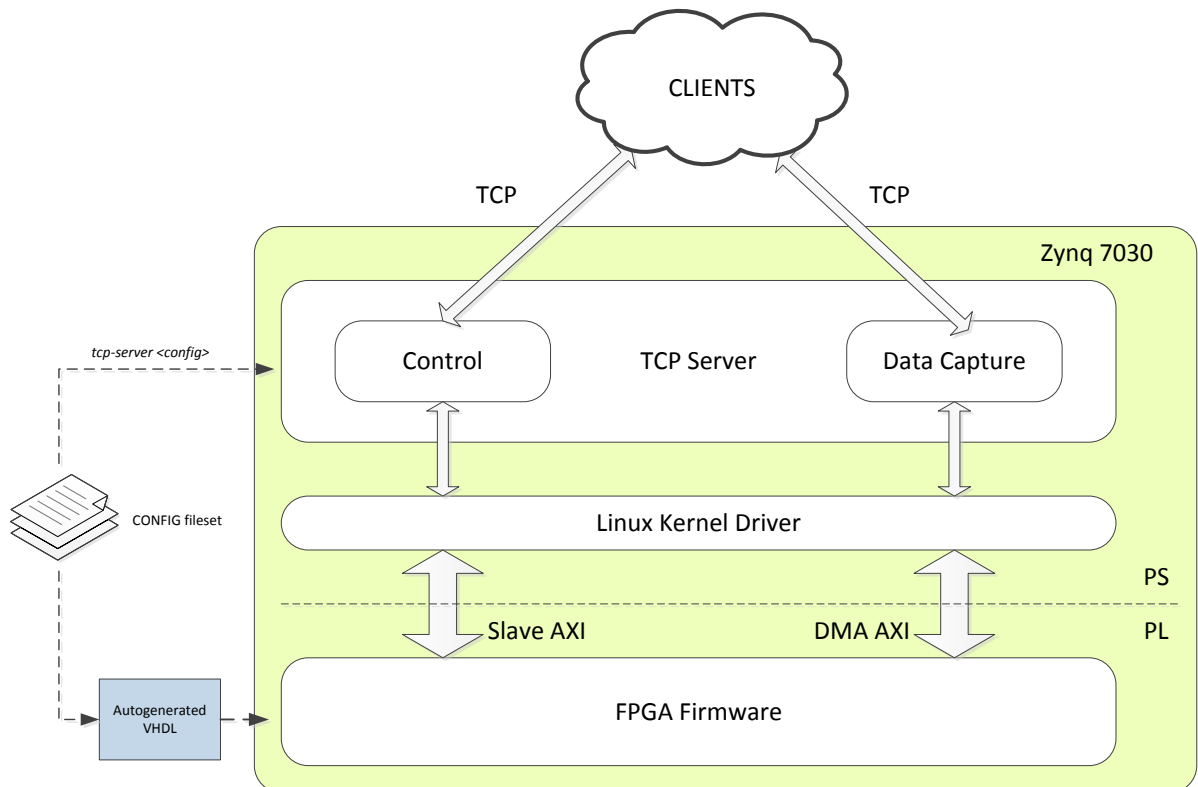 CLIENTS
TCP
TCP
Zynq 7030
tcp-server <config>
Control
TCP Server
Data Capture
CONFIG fileset
Linux Kernel Driver
PS
Slave AXI
DMA AXI
PL
Autogenerated
VHDL
FPGA Firmware